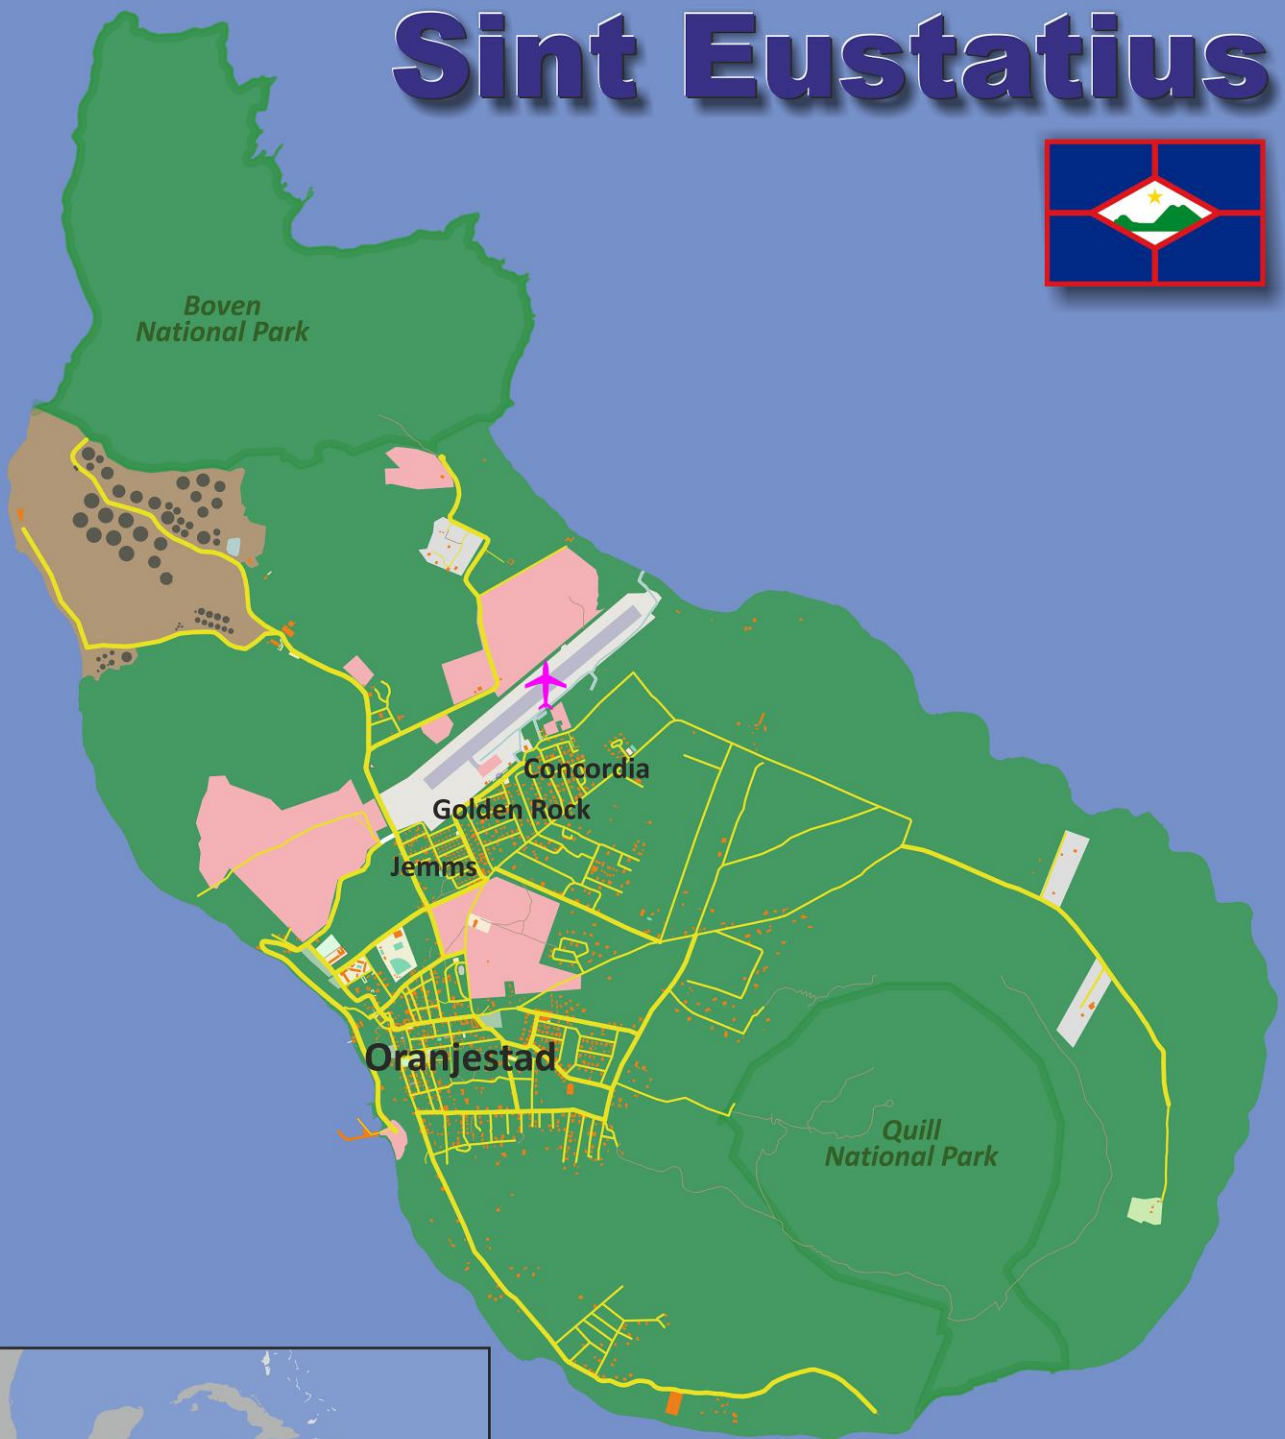 Sint Eustatius
Boven
National Park
Concordia
Golden Rock
Jemms
Oranjestad
Quill
National Park